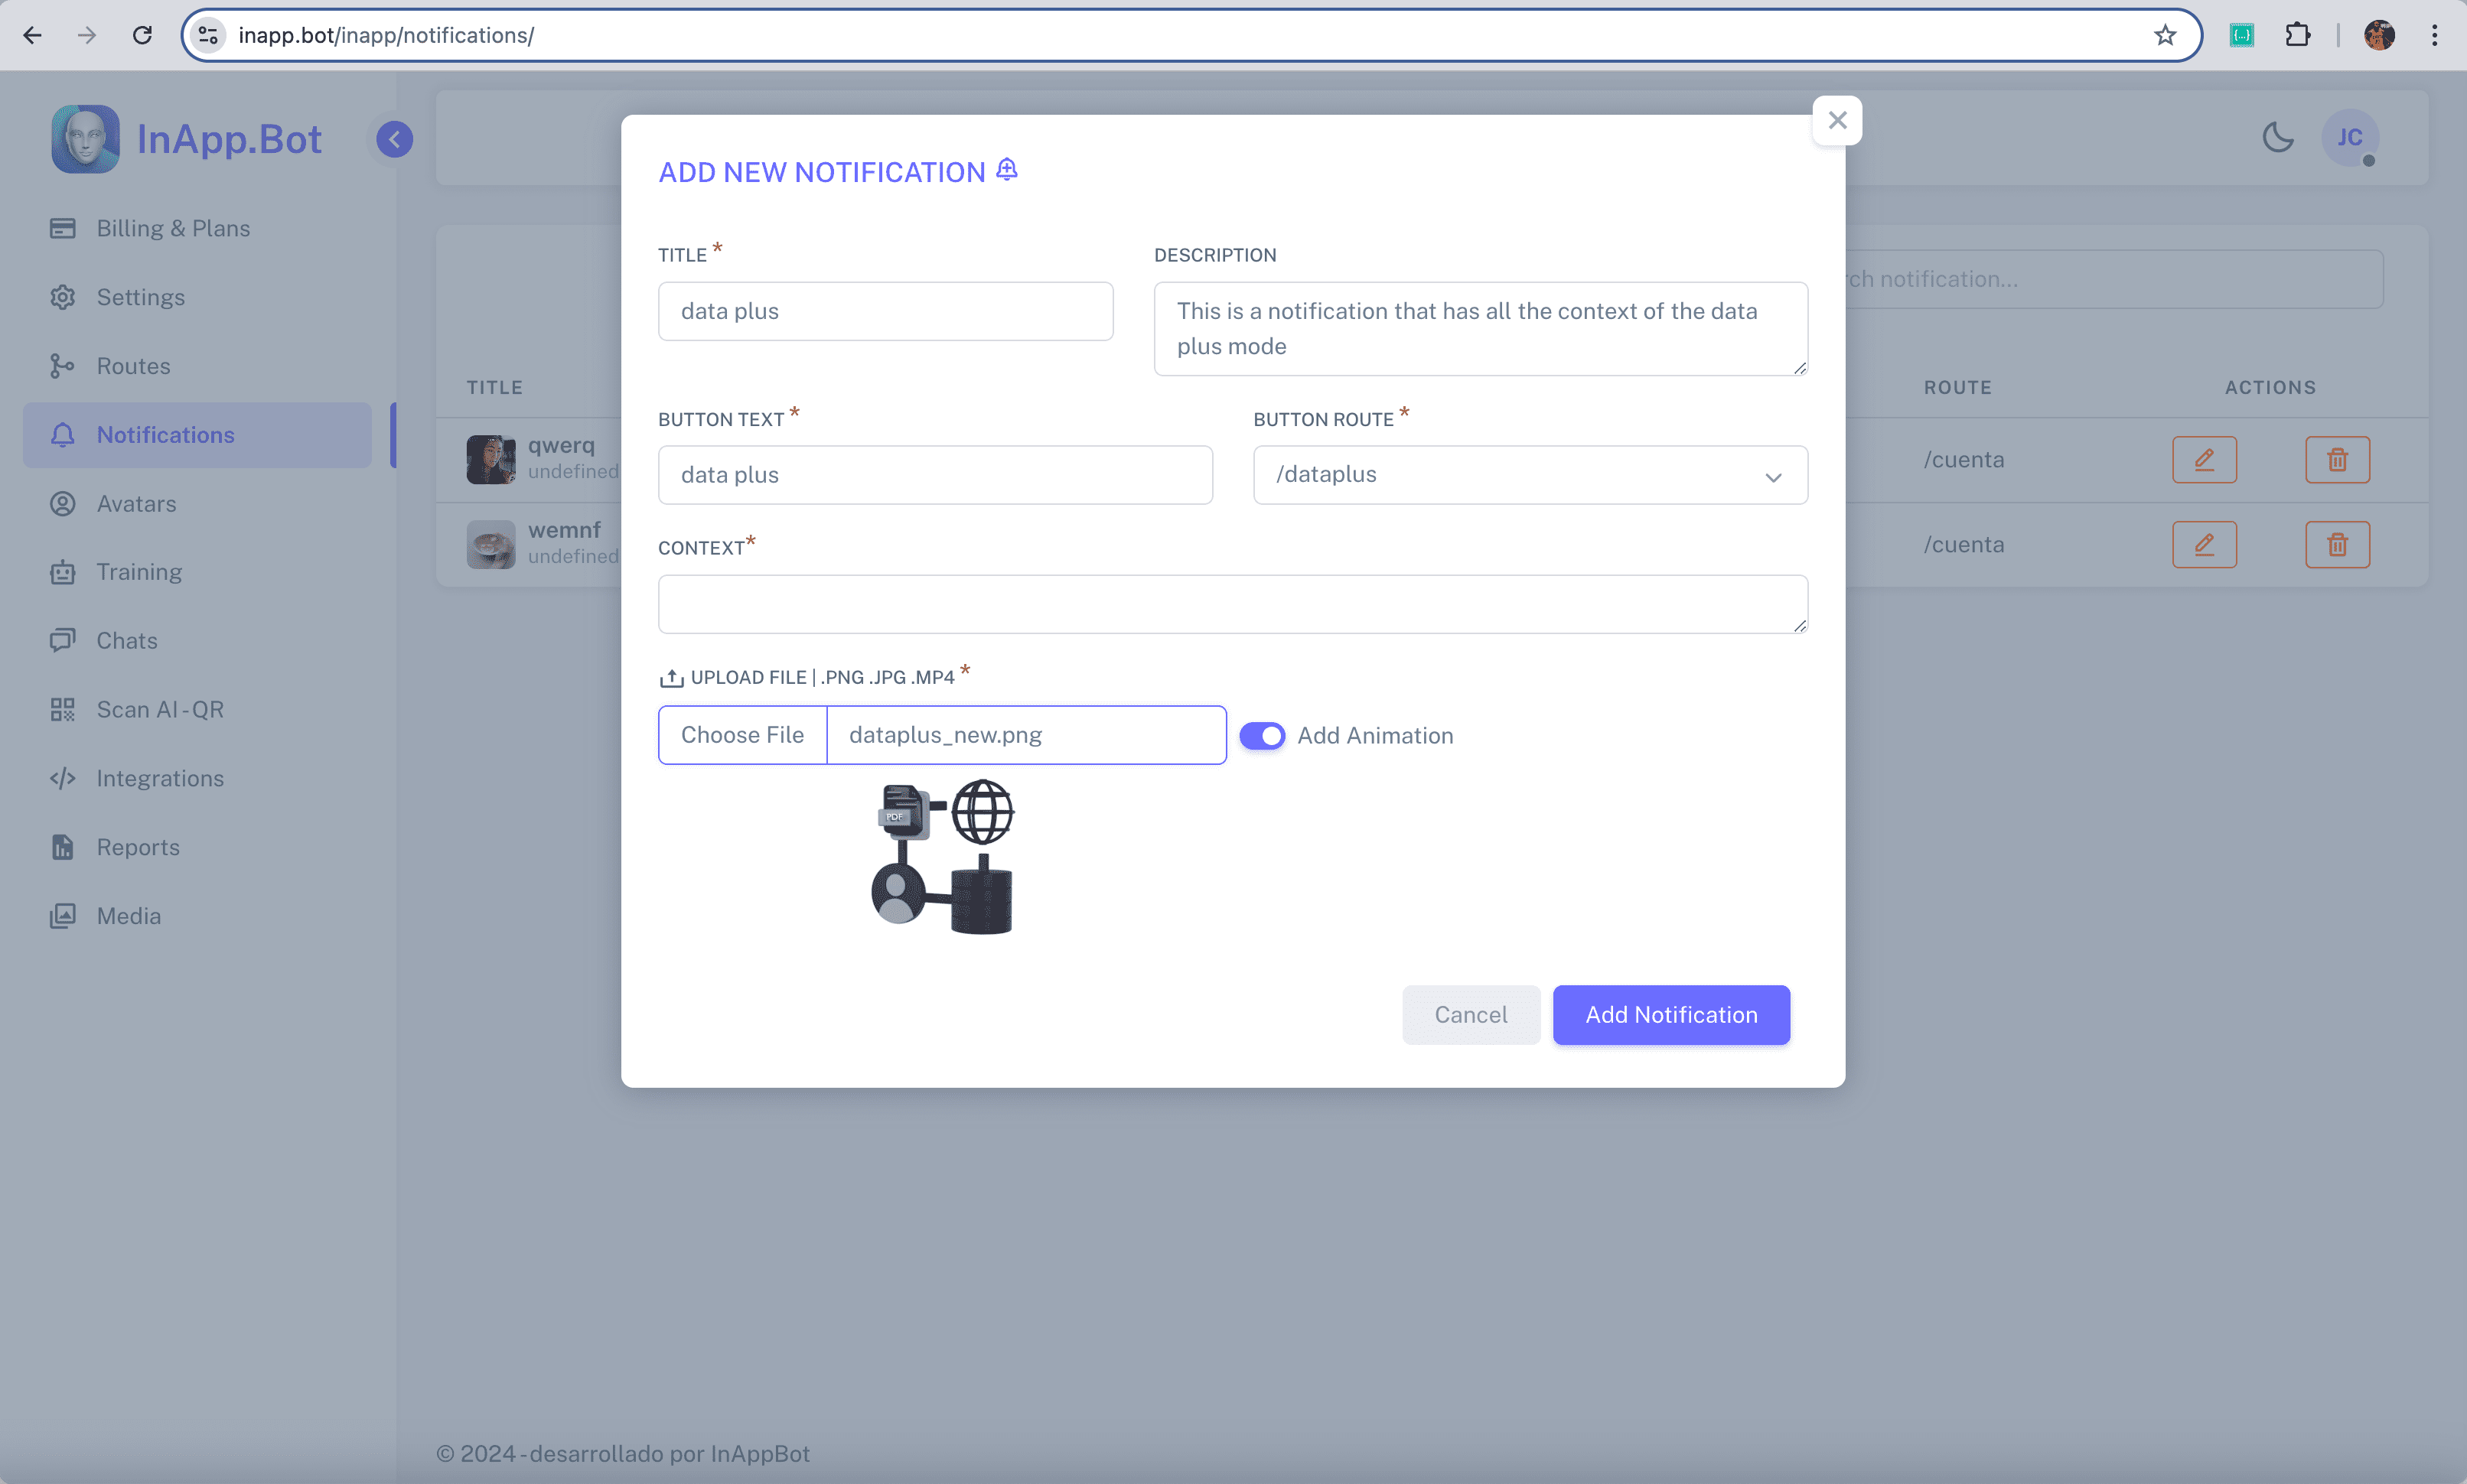 inapp.bot/inapp/notifications/
{...}
InApp.Bot
JC
Billing & Plans
Settings
Routes
Notifications
Avatars
Training
Chats
Scan AI - QR
Integrations
Reports
Media
ADD NEW NOTIFICATION
TITLE *
data plus
DESCRIPTION
This is a notification that has all the context of the data
plus mode
BUTTON TEXT *
data plus
BUTTON ROUTE *
/dataplus
CONTEXT*
UPLOAD FILE | .PNG .JPG .MP4 *
Choose File
dataplus_new.png
Add Animation
PDF
Cancel
Add Notification
rch notification...
TITLE
ROUTE
ACTIONS
qwerq
undefined
/cuenta
wemnf
undefined
/cuenta
© 2024 - desarrollado por InAppBot